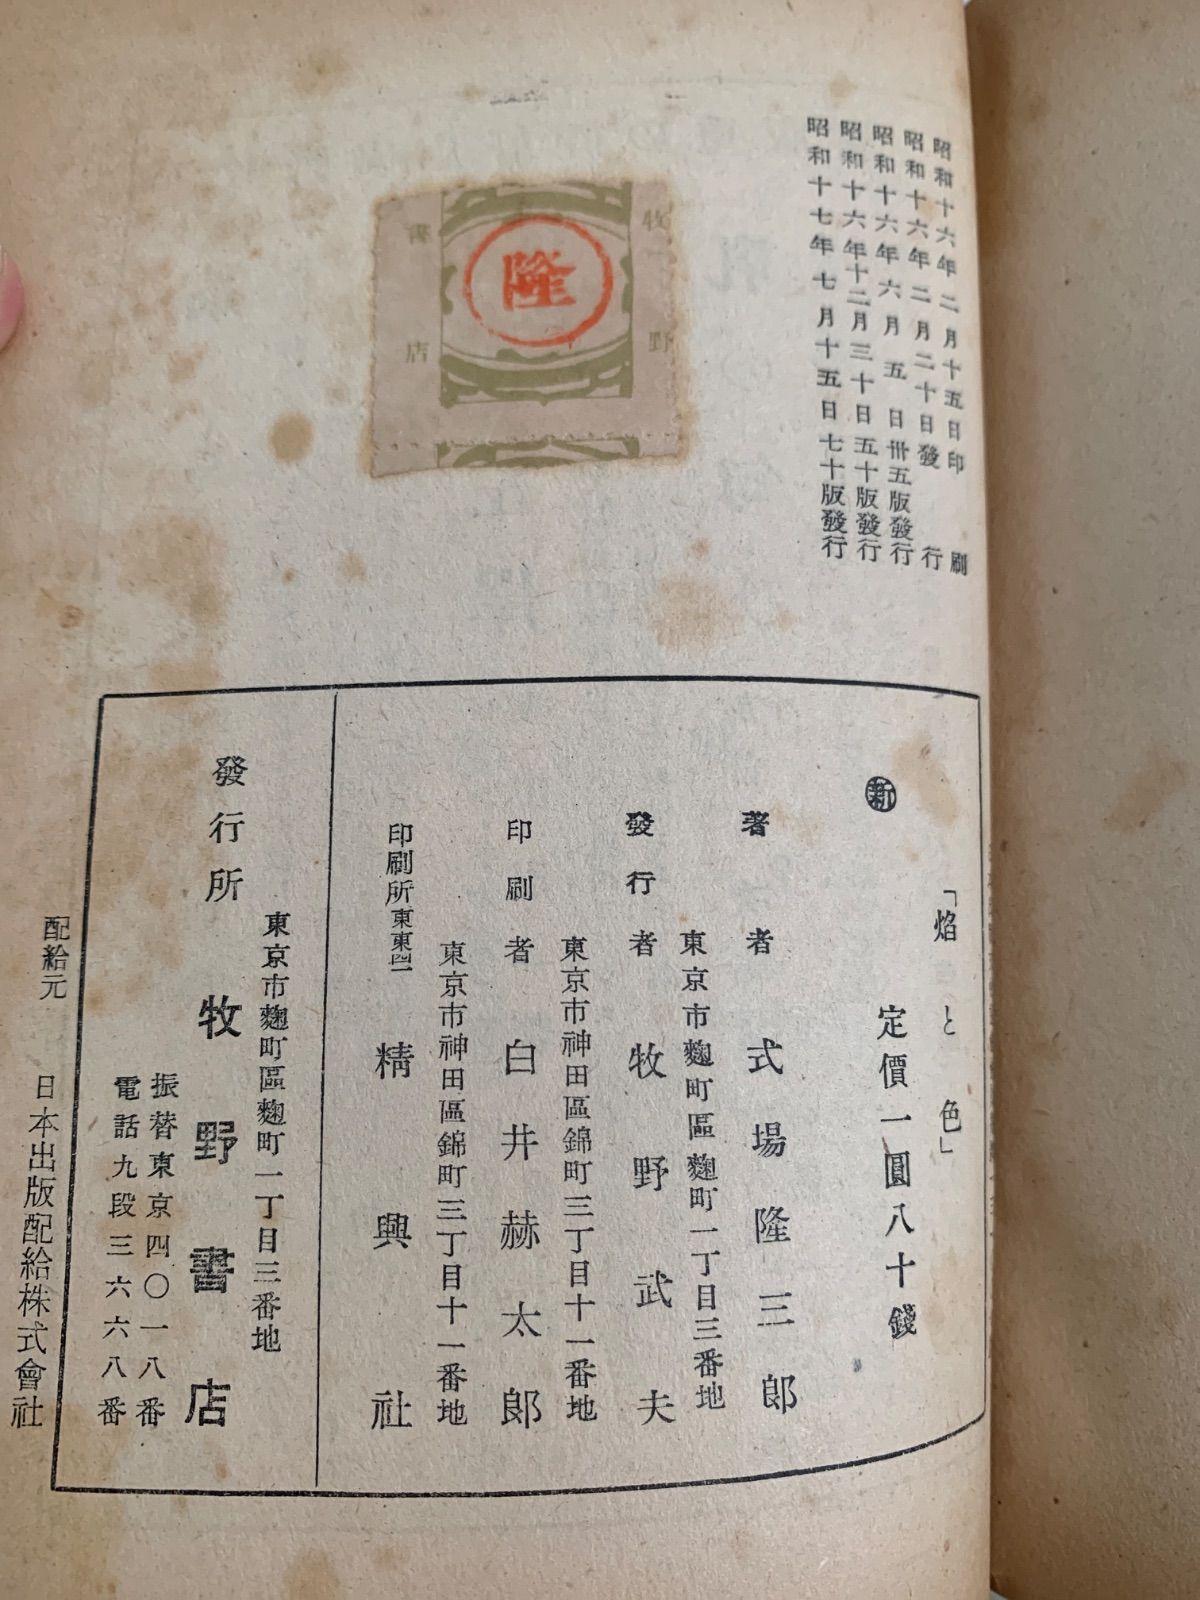 昭和十六年二月十五日印刷
昭和十六年二月二十日發行
昭和十六年六月五日卅五版發行
昭和十六年十二月三十日五十版發行
昭和十七年七月十五日七十版發行
牧野
書店
隆
「焰と色」
新 定價一圓八十錢
著者 式場隆三郎
東京市麴町區麴町一丁目三番地
發行者 牧野武夫
東京市神田區錦町三丁目十一番地
印刷者 白井赫太郎
東京市神田區錦町三丁目十一番地
印刷所 東東四一 精興社
東京市麴町區麴町一丁目三番地
發行所 牧野書店
振替東京四〇一八番
電話九段三六六八番
配給元 日本出版配給株式會社